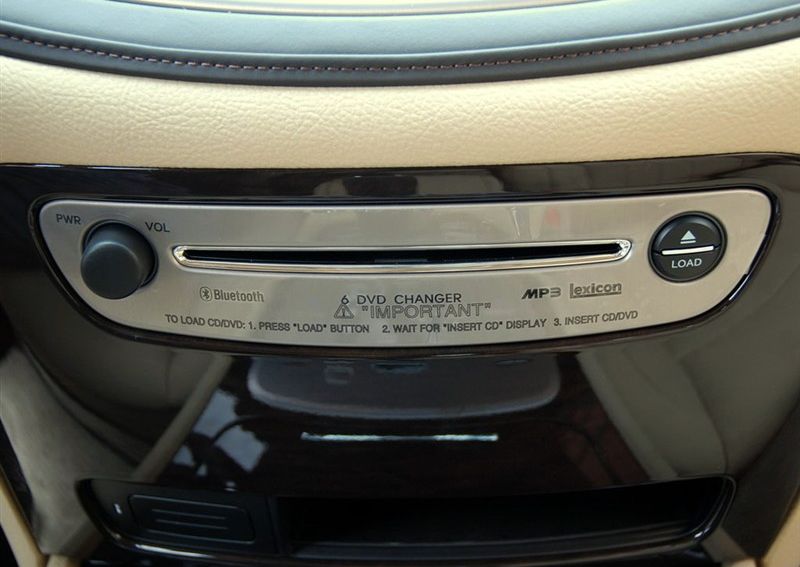 PWR
VOL
LOAD
Bluetooth
6 DVD CHANGER
MP3
lexicon
"IMPORTANT"
TO LOAD CD/DVD: 1. PRESS "LOAD" BUTTON 2. WAIT FOR "INSERT CD" DISPLAY 3. INSERT CD/DVD